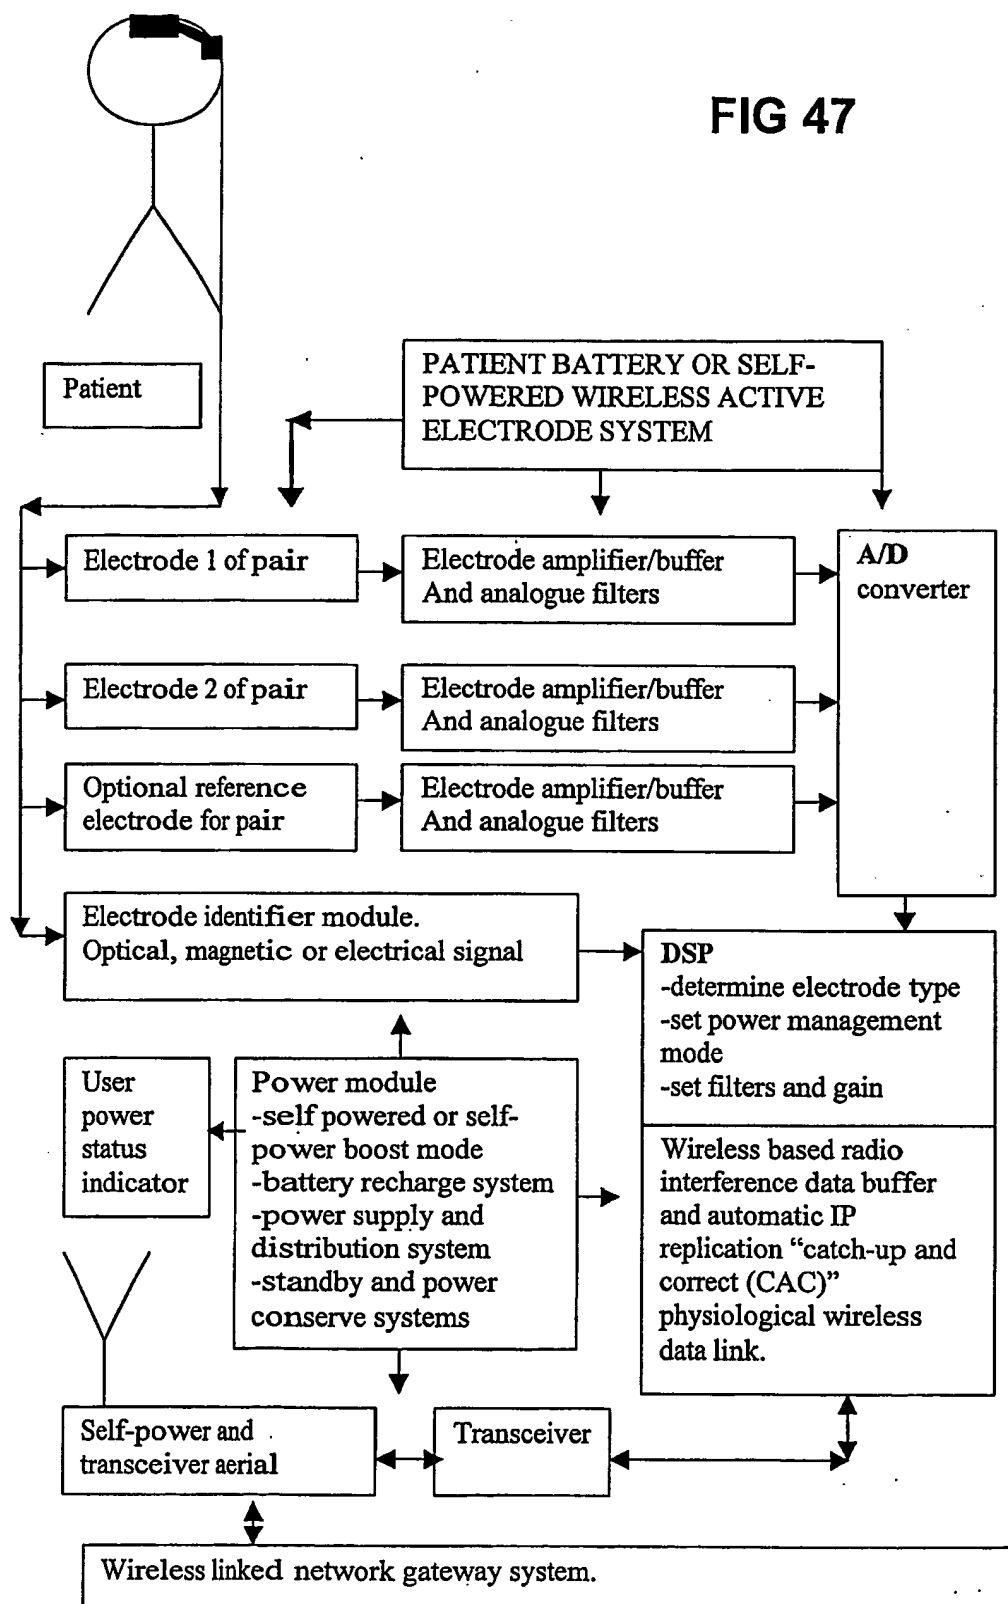 FIG 47
Patient
PATIENT BATTERY OR SELF-
POWERED WIRELESS ACTIVE
ELECTRODE SYSTEM
Electrode 1 of pair
Electrode amplifier/buffer
And analogue filters
A/D
converter
Electrode 2 of pair
Electrode amplifier/buffer
And analogue filters
Optional reference
electrode for pair
Electrode amplifier/buffer
And analogue filters
Electrode identifier module.
Optical, magnetic or electrical signal
DSP
-determine electrode type
-set power management
mode
-set filters and gain
User
power
status
indicator
Power module
-self powered or self-
power boost mode
-battery recharge system
-power supply and
distribution system
-standby and power
conserve systems
Wireless based radio
interference data buffer
and automatic IP
replication “catch-up and
correct (CAC)”
physiological wireless
data link.
Self-power and
transceiver aerial
Transceiver
Wireless linked network gateway system.